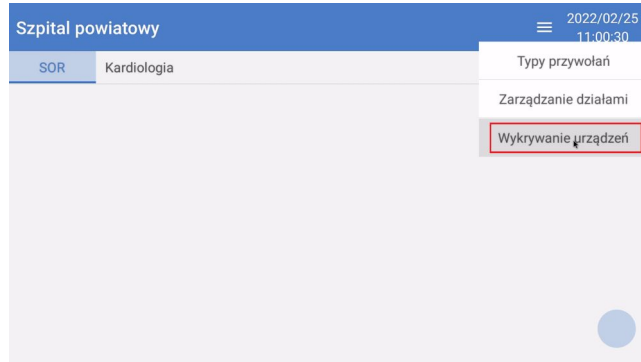 Szpital powiatowy
2022/02/25
11:00:30
SOR
Kardiologia
Typy przywołań
Zarządzanie działami
Wykrywanie urządzeń